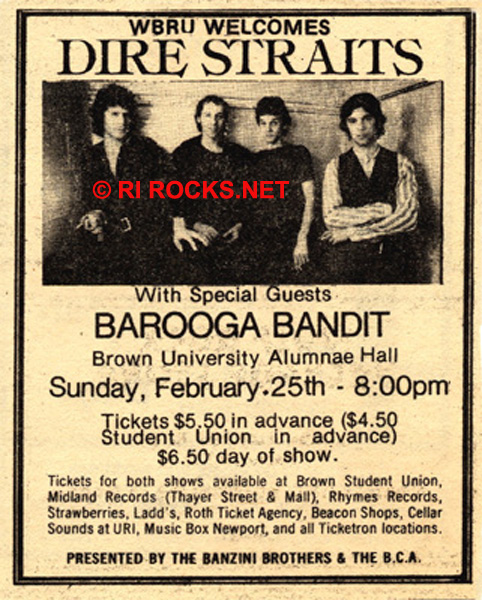 WBRU WELCOMES
DIRE STRAITS
© RI ROCKS.NET
With Special Guests
BAROOGA BANDIT
Brown University Alumnae Hall
Sunday, February 25th - 8:00pm
Tickets $5.50 in advance ($4.50
Student Union in advance)
$6.50 day of show.
Tickets for both shows available at Brown Student Union,
Midland Records (Thayer Street & Mall), Rhymes Records,
Strawberries, Ladd's, Roth Ticket Agency, Beacon Shops, Cellar
Sounds at URI, Music Box Newport, and all Ticketron locations.
PRESENTED BY THE BANZINI BROTHERS & THE B.C.A.